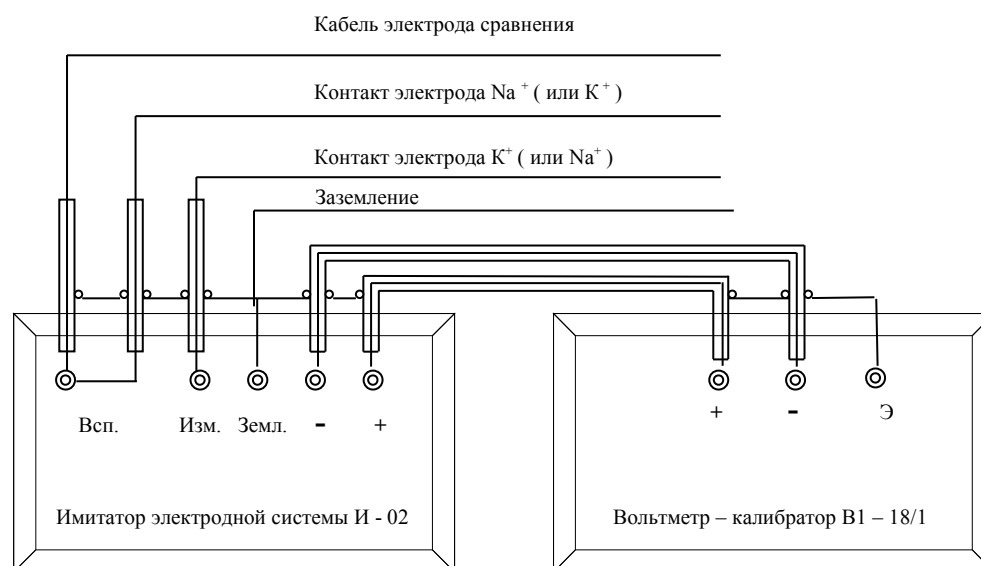 Кабель электрода сравнения
Контакт электрода Na⁺ ( или К⁺ )
Контакт электрода К⁺ ( или Na⁺ )
Заземление
Всп. Изм. Земл. - +
+ - Э
Имитатор электродной системы И - 02
Вольтметр – калибратор В1 – 18/1